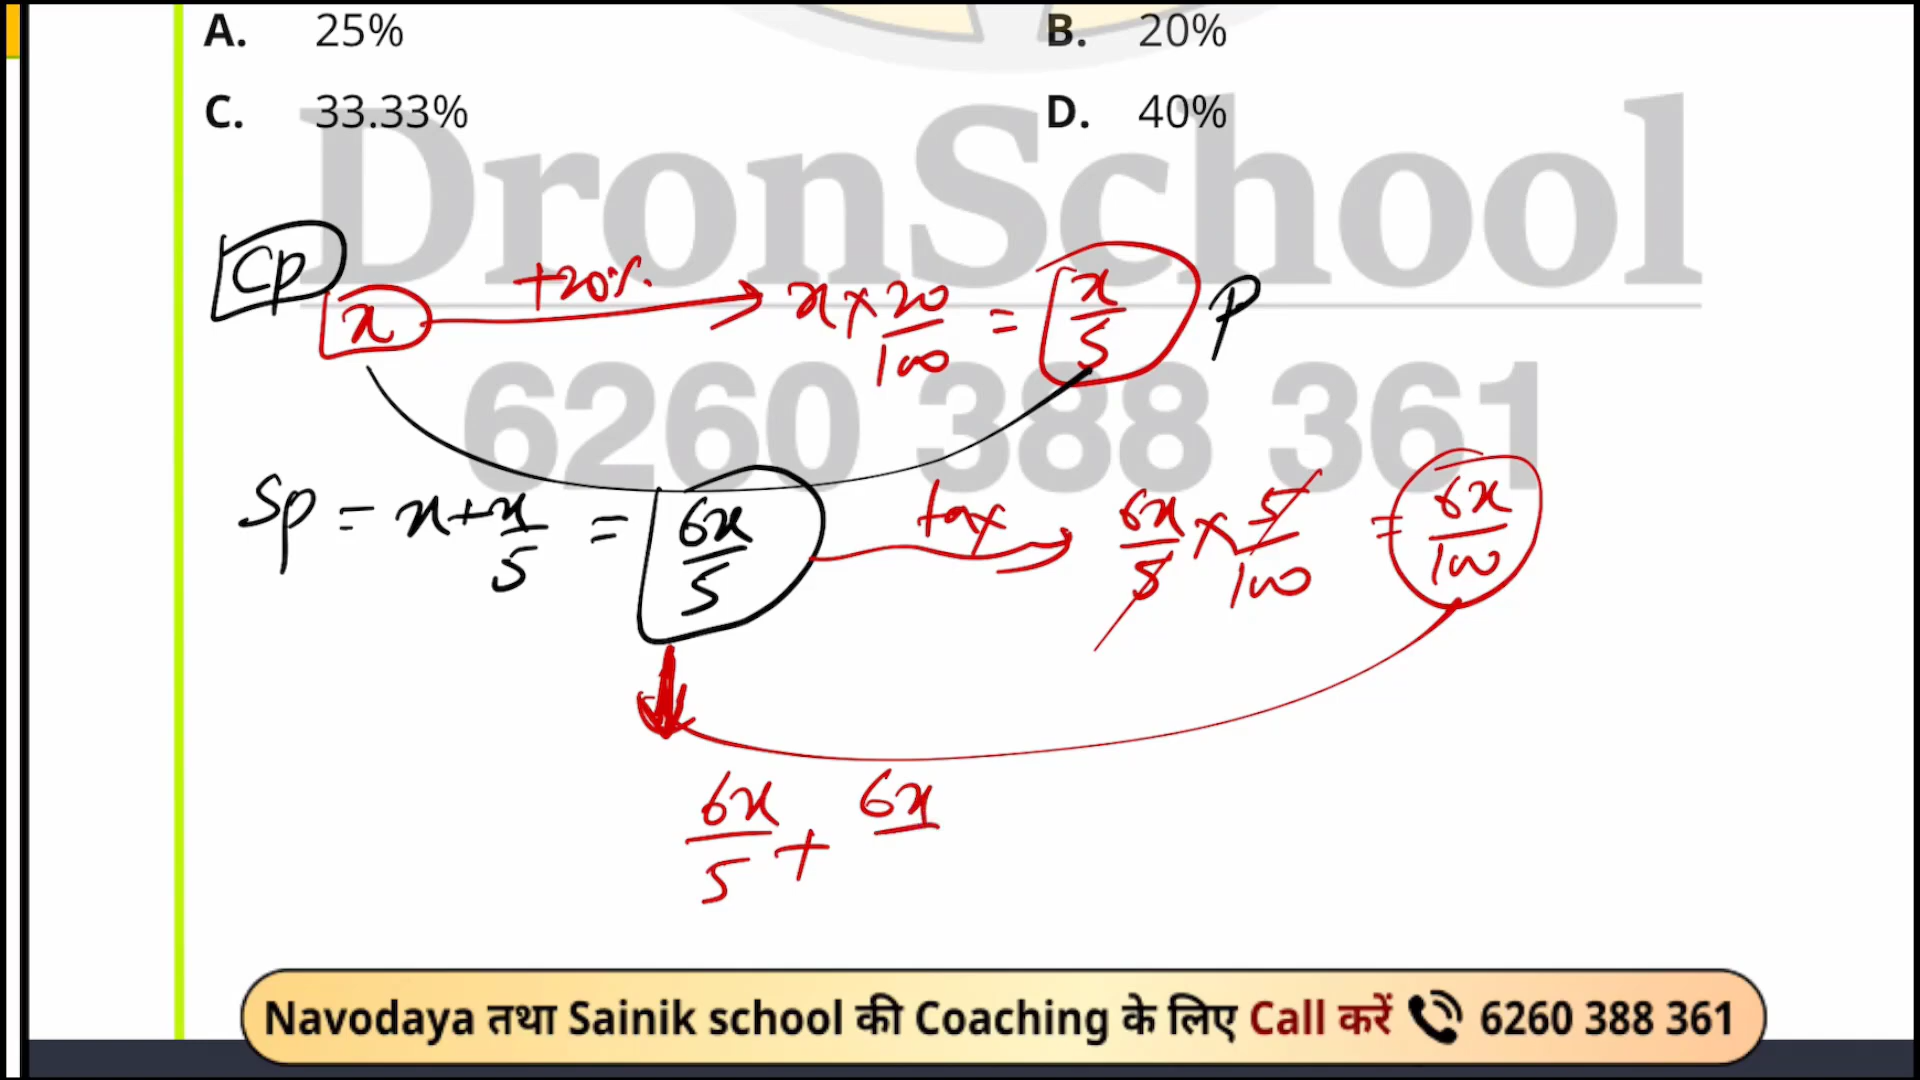 A. 25% B. 20%
C. 33.33% D. 40%
DronSchool
6260 388 361
CP x +20% x × 20/100 = x/5 P
SP = x + x/5 = 6x/5 tax 6x/5 × 5/100 = 6x/100
6x/5 + 6x
Navodaya तथा Sainik school की Coaching के लिए Call करें 6260 388 361